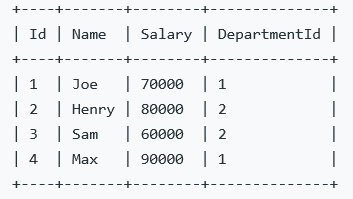 +----+-------+--------+--------------+
| Id | Name  | Salary | DepartmentId |
+----+-------+--------+--------------+
| 1  | Joe   | 70000  | 1            |
| 2  | Henry | 80000  | 2            |
| 3  | Sam   | 60000  | 2            |
| 4  | Max   | 90000  | 1            |
+----+-------+--------+--------------+